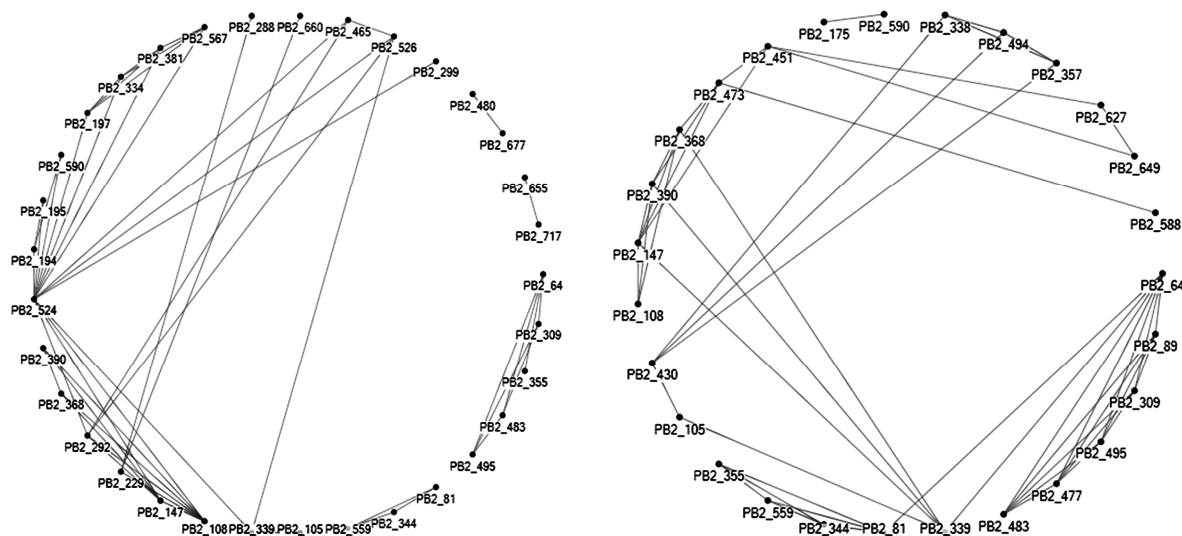 PB2_288
PB2_660
PB2_465
PB2_567
PB2_526
PB2_381
PB2_299
PB2_334
PB2_480
PB2_197
PB2_677
PB2_590
PB2_655
PB2_195
PB2_717
PB2_194
PB2_64
PB2_524
PB2_309
PB2_390
PB2_355
PB2_368
PB2_483
PB2_292
PB2_495
PB2_229
PB2_81
PB2_147
PB2_344
PB2_108
PB2_339
PB2_105
PB2_559
PB2_590
PB2_338
PB2_175
PB2_494
PB2_451
PB2_357
PB2_473
PB2_627
PB2_368
PB2_649
PB2_390
PB2_588
PB2_147
PB2_64
PB2_108
PB2_89
PB2_430
PB2_309
PB2_105
PB2_495
PB2_355
PB2_477
PB2_559
PB2_483
PB2_344
PB2_81
PB2_339